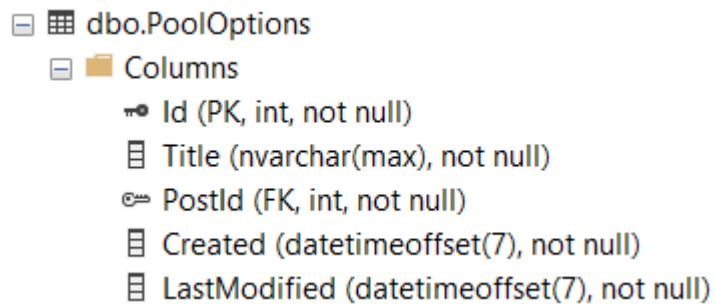 dbo.PoolOptions
Columns
Id (PK, int, not null)
Title (nvarchar(max), not null)
PostId (FK, int, not null)
Created (datetimeoffset(7), not null)
LastModified (datetimeoffset(7), not null)